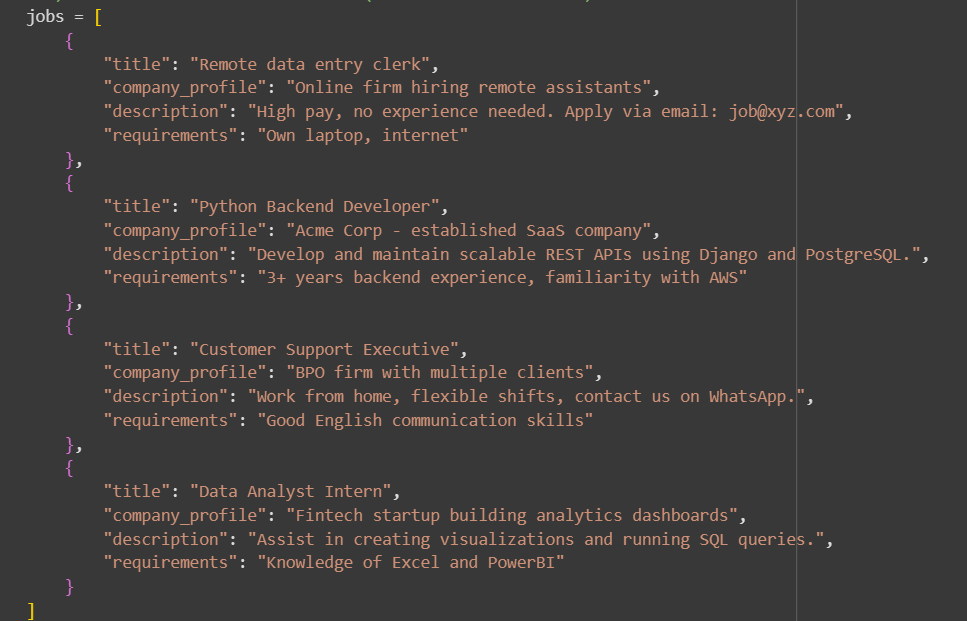 jobs = [
    {
        "title": "Remote data entry clerk",
        "company_profile": "Online firm hiring remote assistants",
        "description": "High pay, no experience needed. Apply via email: job@xyz.com",
        "requirements": "Own laptop, internet"
    },
    {
        "title": "Python Backend Developer",
        "company_profile": "Acme Corp - established SaaS company",
        "description": "Develop and maintain scalable REST APIs using Django and PostgreSQL.",
        "requirements": "3+ years backend experience, familiarity with AWS"
    },
    {
        "title": "Customer Support Executive",
        "company_profile": "BPO firm with multiple clients",
        "description": "Work from home, flexible shifts, contact us on WhatsApp.",
        "requirements": "Good English communication skills"
    },
    {
        "title": "Data Analyst Intern",
        "company_profile": "Fintech startup building analytics dashboards",
        "description": "Assist in creating visualizations and running SQL queries.",
        "requirements": "Knowledge of Excel and PowerBI"
    }
]